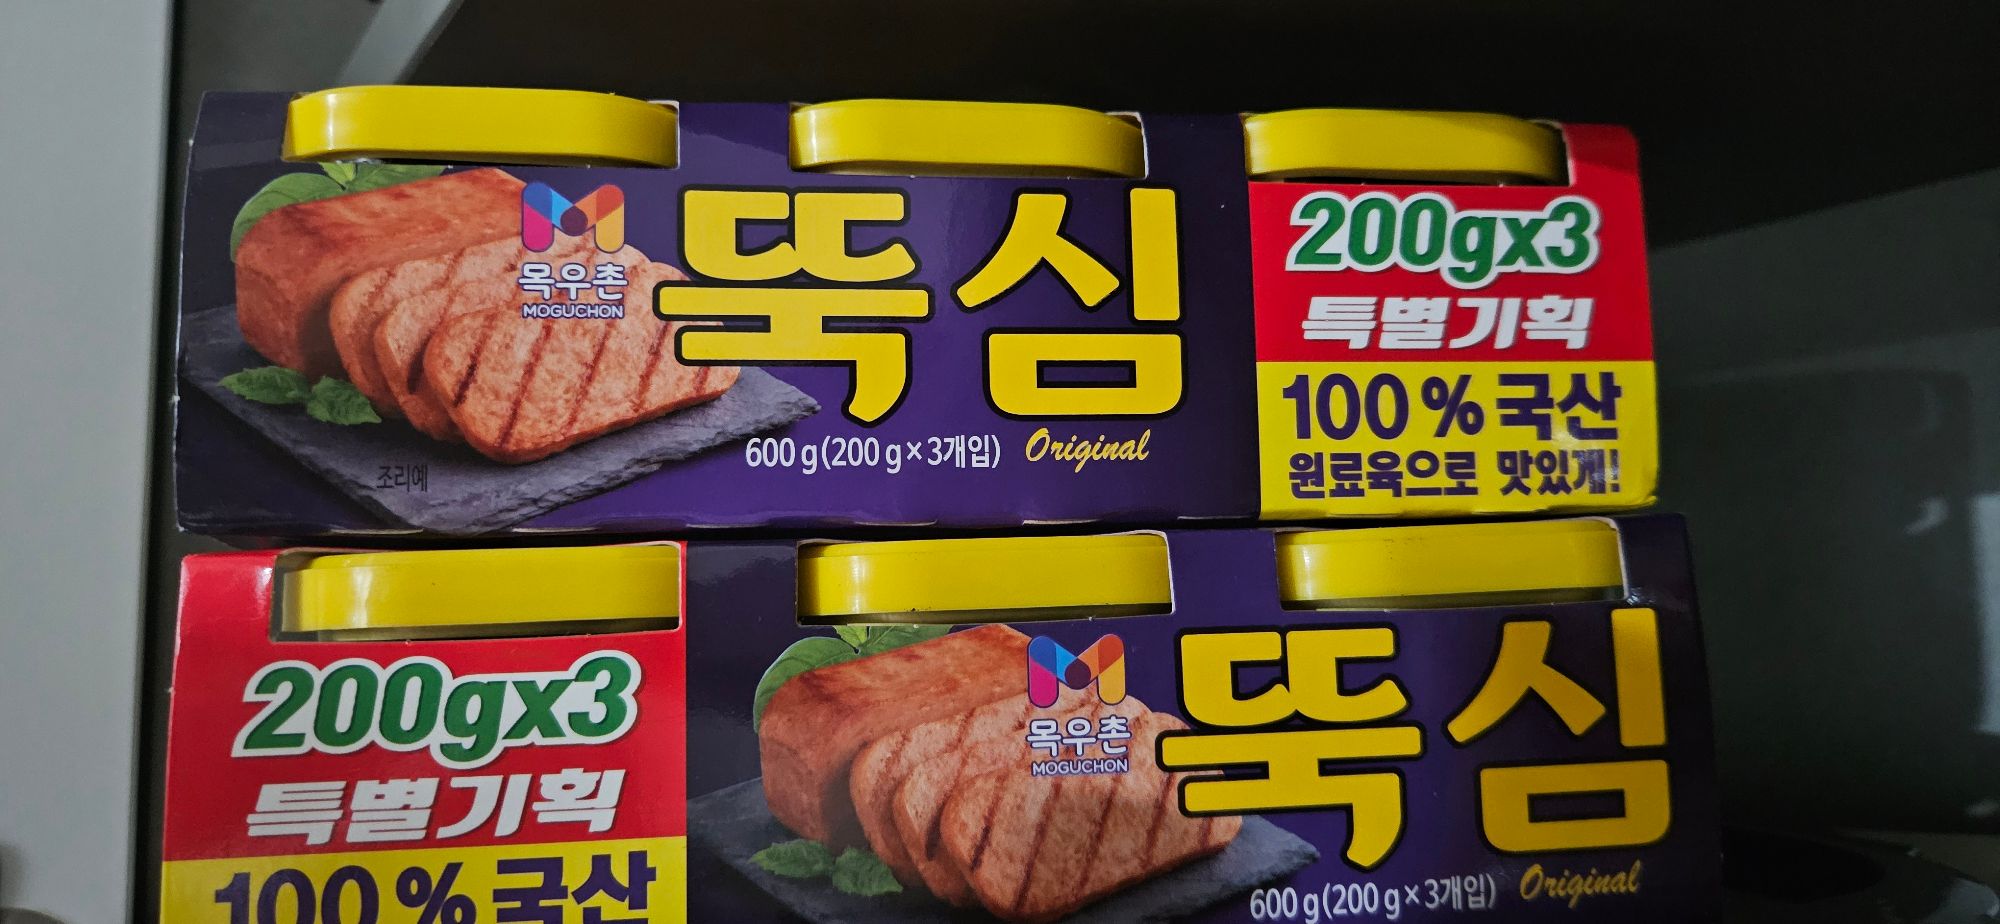 목우촌
MOGUCHON
뚝심
600 g(200 g×3개입) Original
조리예
200gx3
특별기획
100 % 국산
원료육으로 맛있게!
200gx3
특별기획
100 % 국산
목우촌
MOGUCHON
뚝심
600 g(200 g×3개입) Original